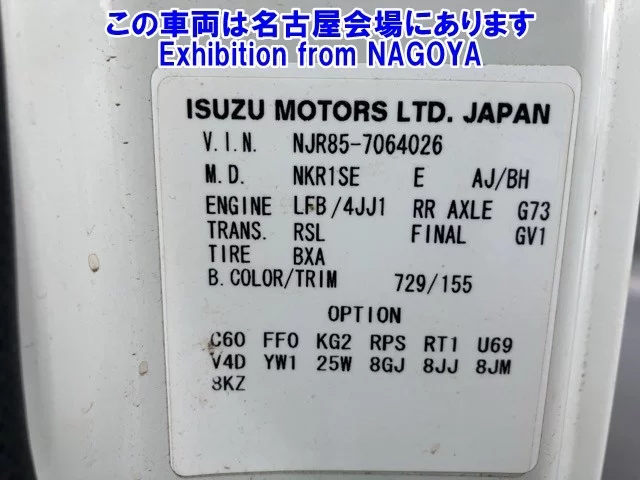 この車両は名古屋会場にあります
Exhibition from NAGOYA
ISUZU MOTORS LTD. JAPAN
V.I.N. NJR85-7064026
M.D. NKR1SE E AJ/BH
ENGINE LFB/4JJ1 RR AXLE G73
TRANS. RSL FINAL GV1
TIRE BXA
B.COLOR/TRIM 729/155
OPTION
C60 FF0 KG2 RPS RT1 U69
V4D YW1 25W 8GJ 8JJ 8JM
8KZ